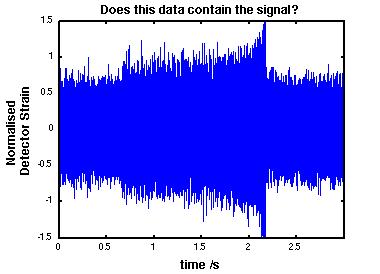 Does this data contain the signal?
1.5
1
0.5
0
-0.5
-1
-1.5
Normalised
Detector Strain
0 0.5 1 1.5 2 2.5
time /s